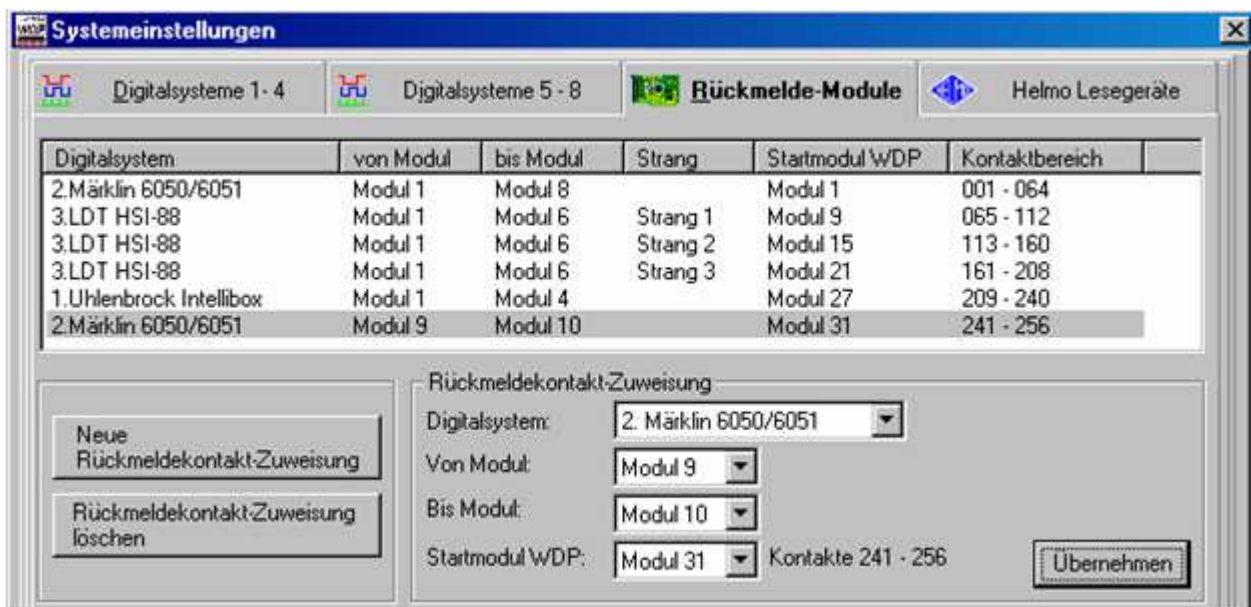 WDP Systemeinstellungen
Digitalsysteme 1- 4 Digitalsysteme 5 - 8 Rückmelde-Module Helmo Lesegeräte
Digitalsystem von Modul bis Modul Strang Startmodul WDP Kontaktbereich
2.Märklin 6050/6051 Modul 1 Modul 8 Modul 1 001 - 064
3.LDT HSI-88 Modul 1 Modul 6 Strang 1 Modul 9 065 - 112
3.LDT HSI-88 Modul 1 Modul 6 Strang 2 Modul 15 113 - 160
3.LDT HSI-88 Modul 1 Modul 6 Strang 3 Modul 21 161 - 208
1.Uhlenbrock Intellibox Modul 1 Modul 4 Modul 27 209 - 240
2.Märklin 6050/6051 Modul 9 Modul 10 Modul 31 241 - 256
Neue
Rückmeldekontakt-Zuweisung
Rückmeldekontakt-Zuweisung
löschen
Rückmeldekontakt-Zuweisung
Digitalsystem: 2. Märklin 6050/6051
Von Modul: Modul 9
Bis Modul: Modul 10
Startmodul WDP: Modul 31 Kontakte 241 - 256
Übernehmen